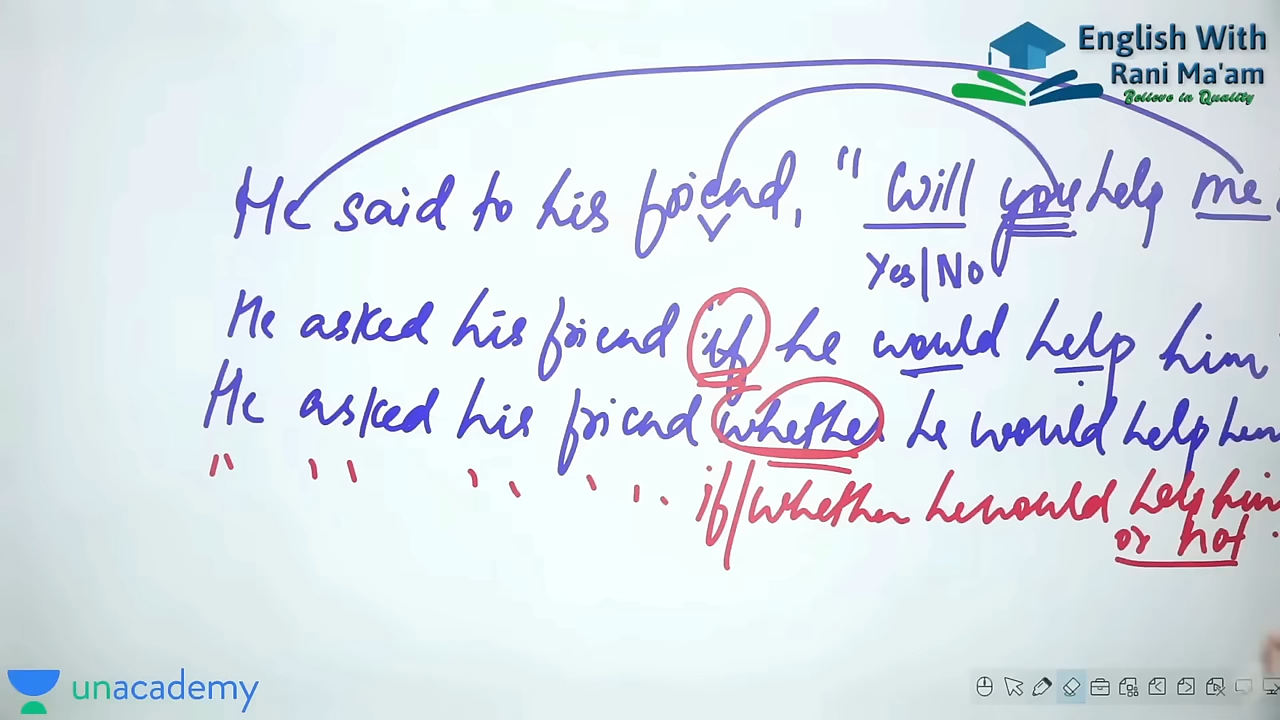 English With
Rani Ma'am
Believe in Quality
He said to his friend, " Will you help me
Yes/No
He asked his friend if he would help him
He asked his friend whether he would help him
" " " " " if/whether he would help him
or not .
unacademy